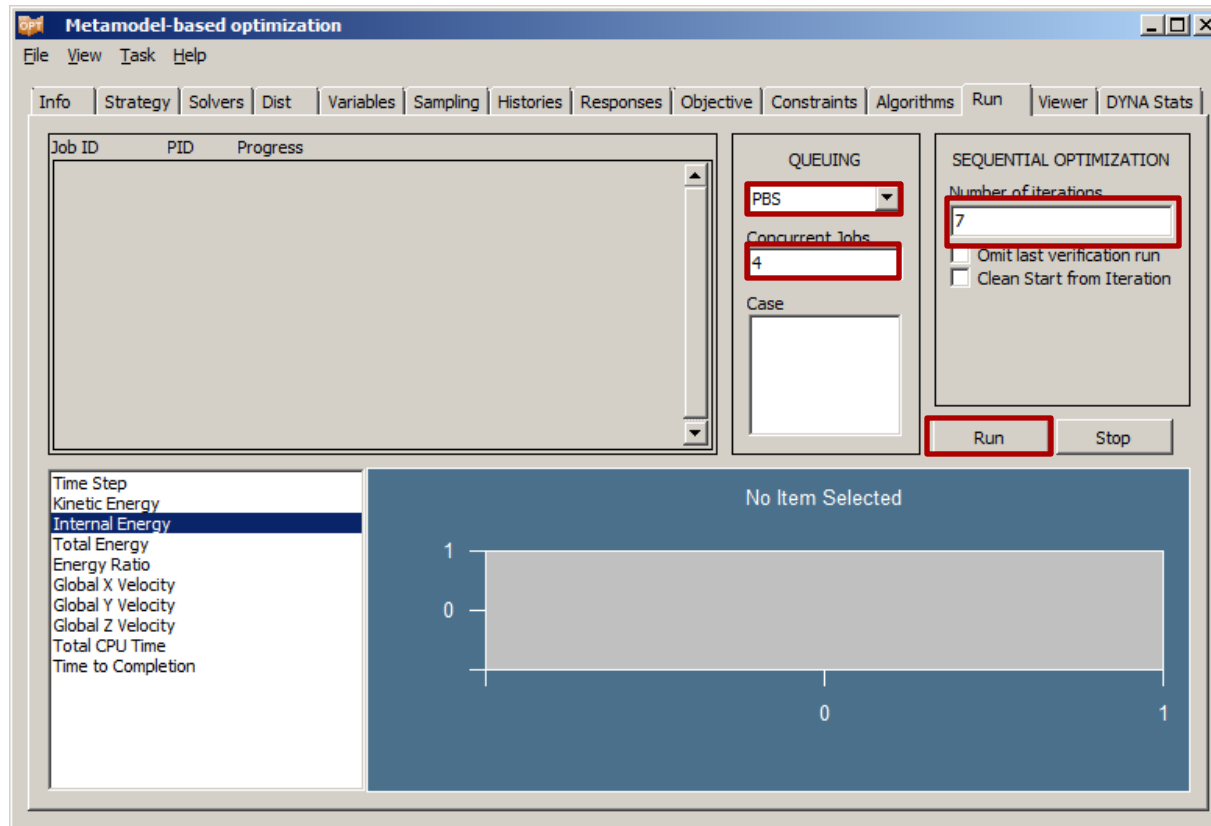 OPT Metamodel-based optimization
File View Task Help
Info Strategy Solvers Dist Variables Sampling Histories Responses Objective Constraints Algorithms Run Viewer DYNA Stats
Job ID PID Progress
QUEUING
PBS
Concurrent Jobs
4
Case
SEQUENTIAL OPTIMIZATION
Number of iterations
7
Omit last verification run
Clean Start from Iteration
Run Stop
Time Step
Kinetic Energy
Internal Energy
Total Energy
Energy Ratio
Global X Velocity
Global Y Velocity
Global Z Velocity
Total CPU Time
Time to Completion
No Item Selected
1
0
0 1